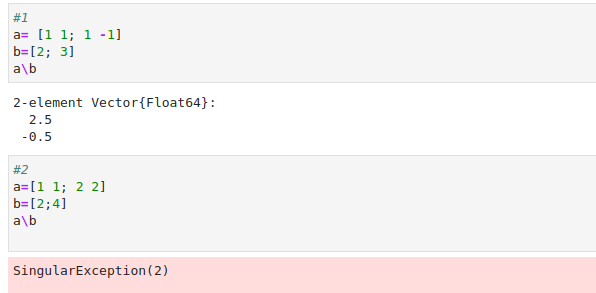 #1
a= [1 1; 1 -1]
b=[2; 3]
a\b
2-element Vector{Float64}:
  2.5
 -0.5
#2
a=[1 1; 2 2]
b=[2;4]
a\b
SingularException(2)